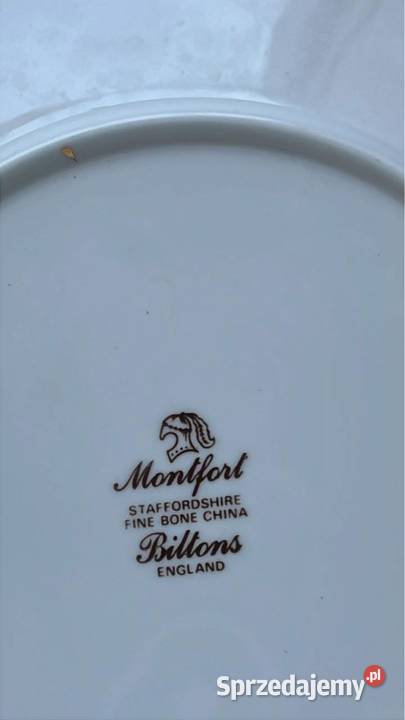 Montfort
STAFFORDSHIRE
FINE BONE CHINA
Biltons
ENGLAND
Sprzedajemy.pl